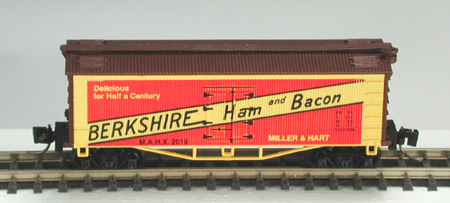 Delicious
for Half a Century
BERKSHIRE Ham and Bacon
M.A.H.X. 2018
MILLER & HART